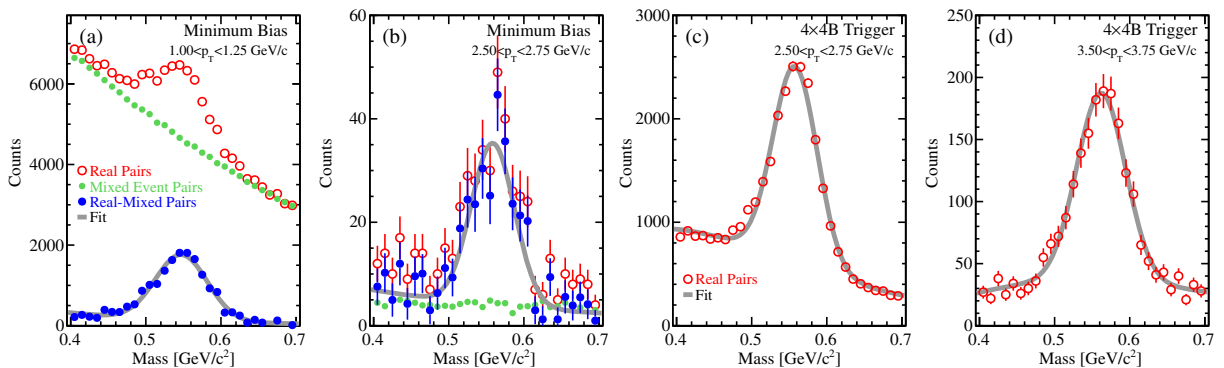 (a)
Minimum Bias
1.00<p_T<1.25 GeV/c
6000
4000
2000
0
Counts
Real Pairs
Mixed Event Pairs
Real-Mixed Pairs
Fit
0.4 0.5 0.6 0.7
Mass [GeV/c²]
(b)
Minimum Bias
2.50<p_T<2.75 GeV/c
60
40
20
0
Counts
0.4 0.5 0.6 0.7
Mass [GeV/c²]
(c)
4×4B Trigger
2.50<p_T<2.75 GeV/c
3000
2000
1000
0
Counts
Real Pairs
Fit
0.4 0.5 0.6 0.7
Mass [GeV/c²]
(d)
4×4B Trigger
3.50<p_T<3.75 GeV/c
250
200
150
100
50
0
Counts
0.4 0.5 0.6 0.7
Mass [GeV/c²]